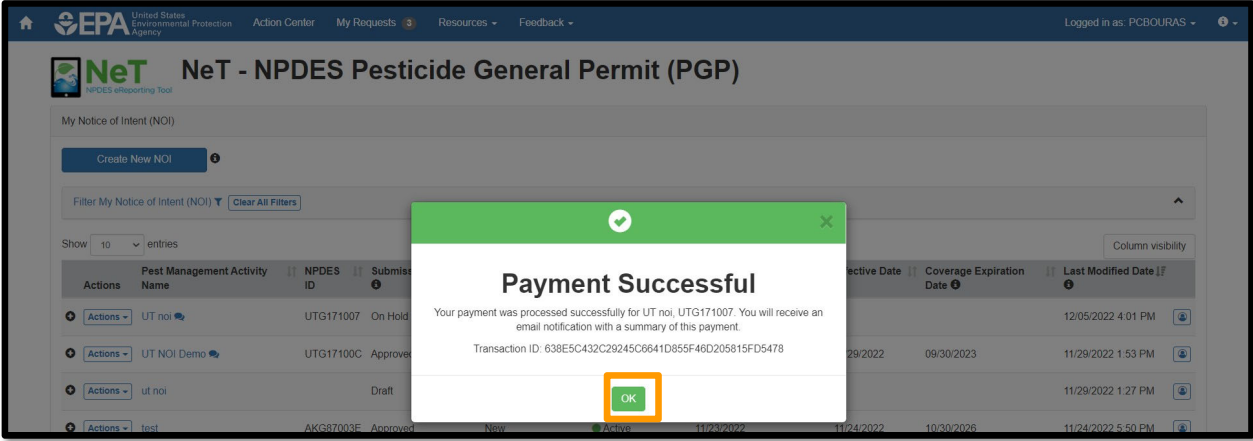 EPA United States Environmental Protection Agency Action Center My Requests 3 Resources Feedback Logged in as: PCBOURAS
NeT NPDES eReporting Tool
NeT - NPDES Pesticide General Permit (PGP)
My Notice of Intent (NOI)
Create New NOI
Filter My Notice of Intent (NOI) Clear All Filters
Show 10 entries
Column visibility
Actions Pest Management Activity Name NPDES ID Submiss ective Date Coverage Expiration Date Last Modified Date
Actions UT noi UTG171007 On Hold 12/05/2022 4:01 PM
Actions UT NOI Demo UTG17100C Approved 29/2022 09/30/2023 11/29/2022 1:53 PM
Actions ut noi Draft 11/29/2022 1:27 PM
Actions test AKG87003E Approved New Active 11/23/2022 11/24/2022 10/30/2026 11/24/2022 5:50 PM
Payment Successful
Your payment was processed successfully for UT noi, UTG171007. You will receive an
email notification with a summary of this payment.
Transaction ID: 638E5C432C29245C6641D855F46D205815FD5478
OK